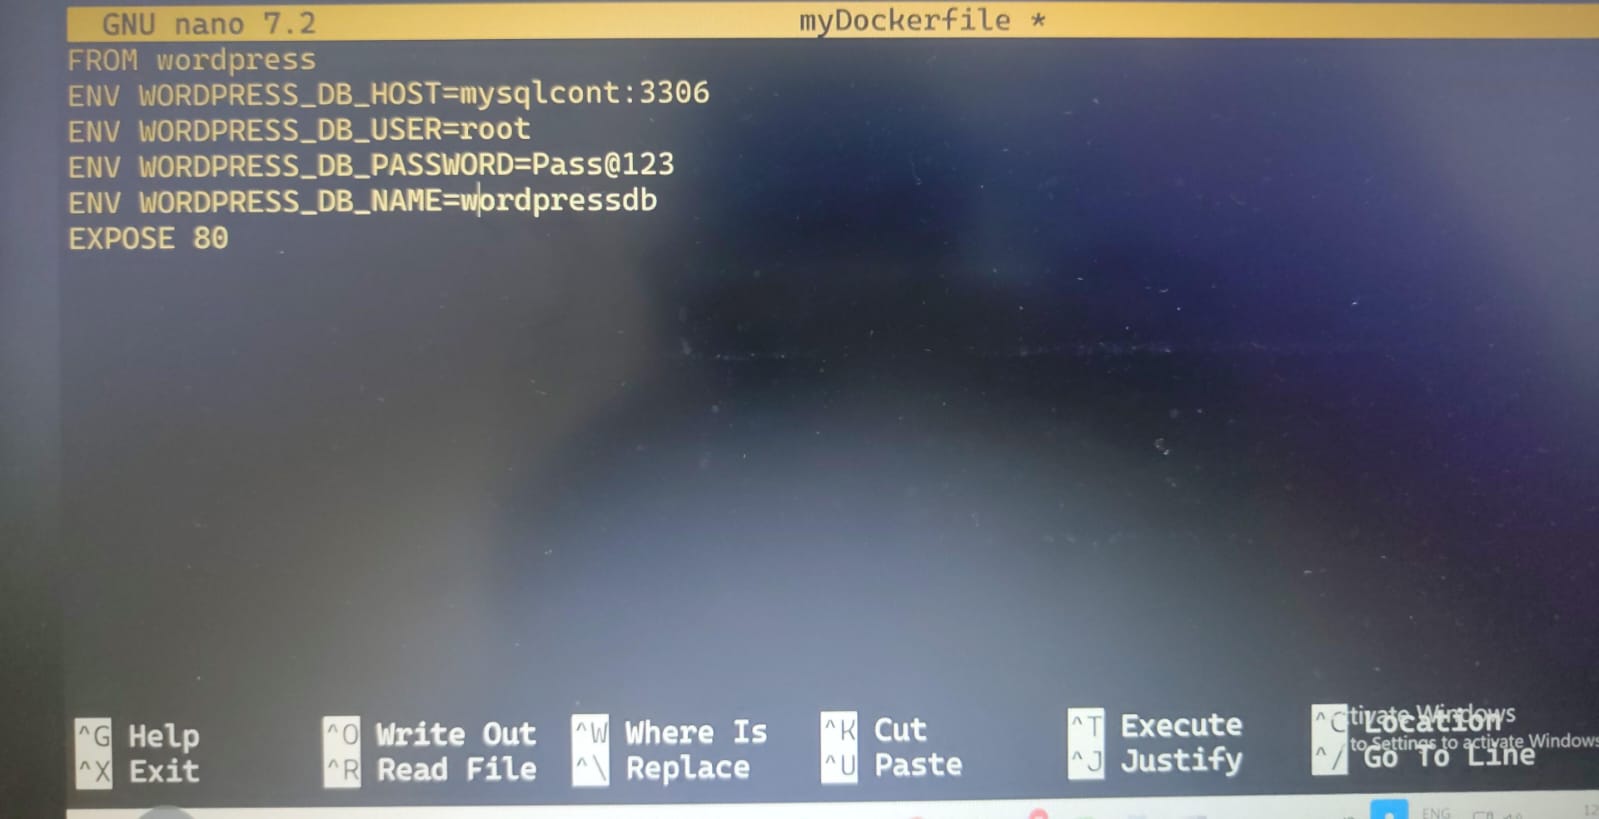 GNU nano 7.2 myDockerfile *
FROM wordpress
ENV WORDPRESS_DB_HOST=mysqlcont:3306
ENV WORDPRESS_DB_USER=root
ENV WORDPRESS_DB_PASSWORD=Pass@123
ENV WORDPRESS_DB_NAME=wordpressdb
EXPOSE 80
^G Help ^O Write Out ^W Where Is ^K Cut ^T Execute ^C Location
^X Exit ^R Read File ^\ Replace ^U Paste ^J Justify ^/ Go To Line
tivate Windows
to Settings to activate Windows
ENG